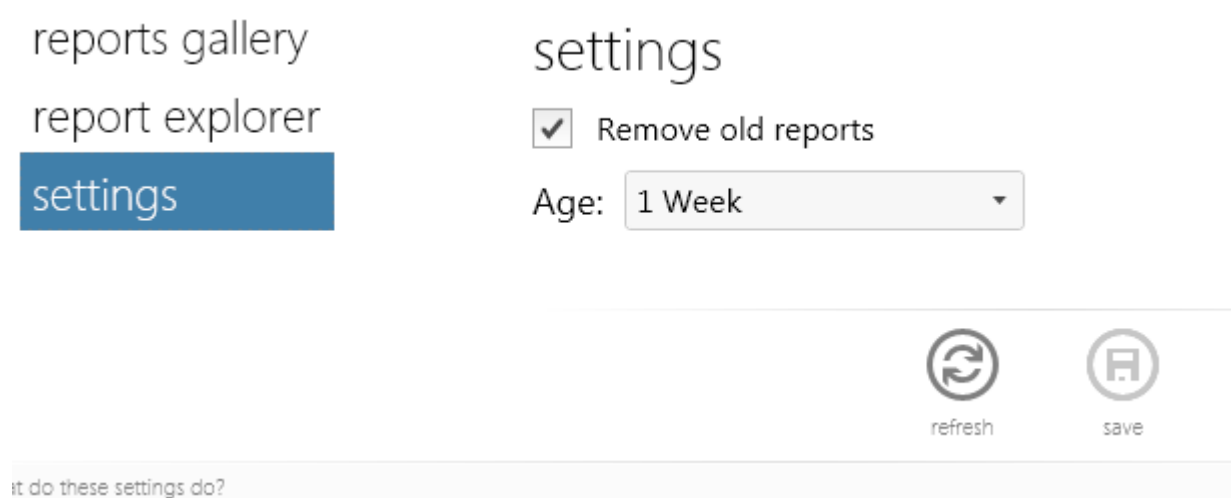 reports gallery
report explorer
settings
settings
Remove old reports
Age: 1 Week
refresh
save
do these settings do?